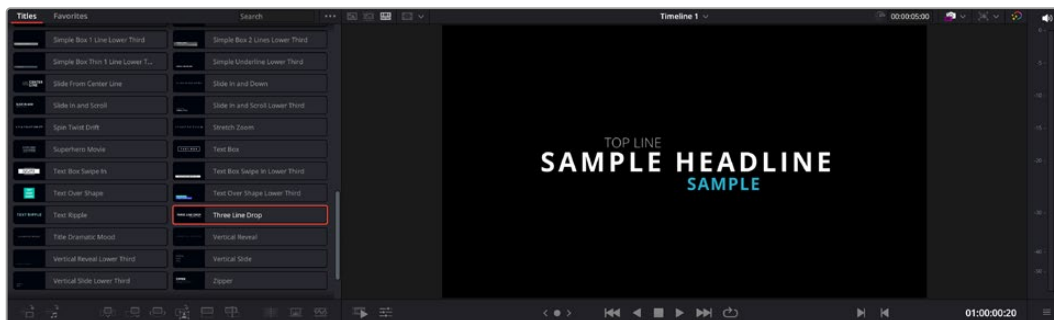 Titles Favorites Search
Timeline 1
00:00:05:00
Simple Box 1 Line Lower Third Simple Box 2 Lines Lower Third
Simple Box Thin 1 Line Lower T... Simple Underline Lower Third
Slide From Center Line Slide In and Down
Slide In and Scroll Slide In and Scroll Lower Third
Spin Twist Drift Stretch Zoom
Superhero Movie Text Box
Text Box Swipe In Text Box Swipe In Lower Third
Text Over Shape Text Over Shape Lower Third
Text Ripple Three Line Drop
Title Dramatic Mood Vertical Reveal
Vertical Reveal Lower Third Vertical Slide
Vertical Slide Lower Third Zipper
TOP LINE
SAMPLE HEADLINE
SAMPLE
01:00:00:20